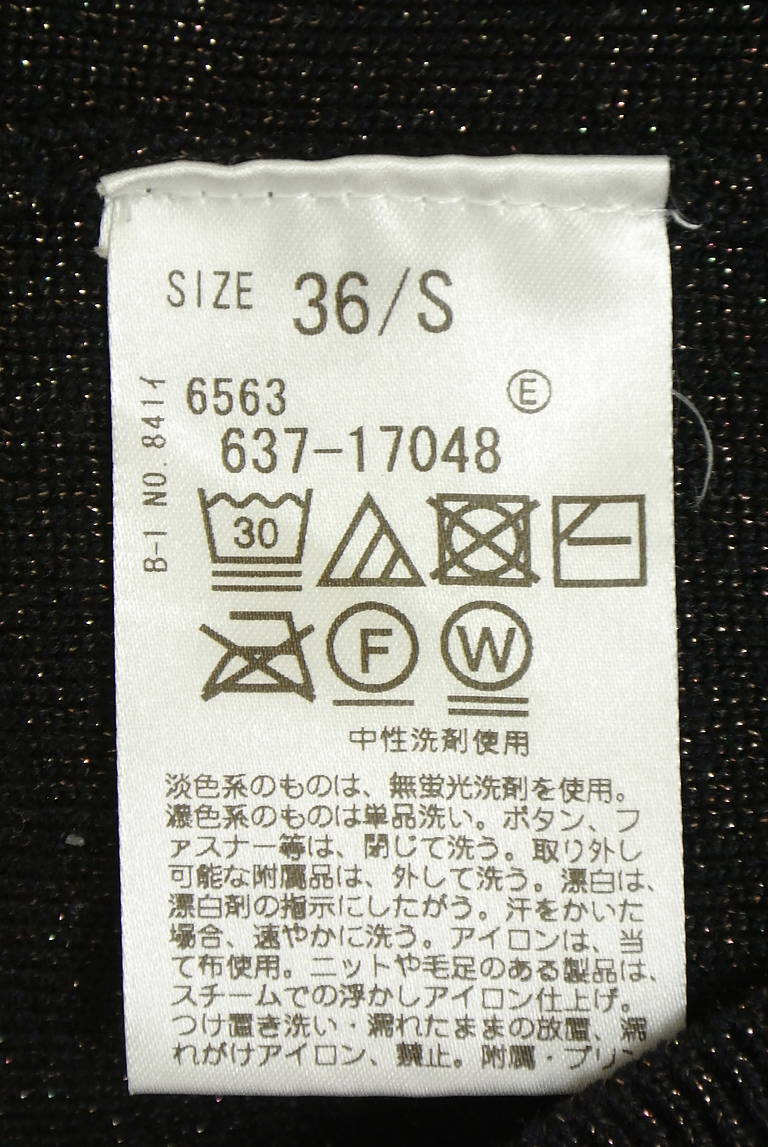 SIZE 36/S
6563 Ⓔ
637-17048
B-1 NO.841イ
30
F W
中性洗剤使用
淡色系のものは、無蛍光洗剤を使用。
濃色系のものは単品洗い。ボタン、フ
ァスナー等は、閉じて洗う。取り外し
可能な附属品は、外して洗う。漂白は、
漂白剤の指示にしたがう。汗をかいた
場合、速やかに洗う。アイロンは、当
て布使用。ニットや毛足のある製品は、
スチームでの浮かしアイロン仕上げ。
つけ置き洗い・濡れたままの放置、濡
れがけアイロン、禁止。附属・プリン